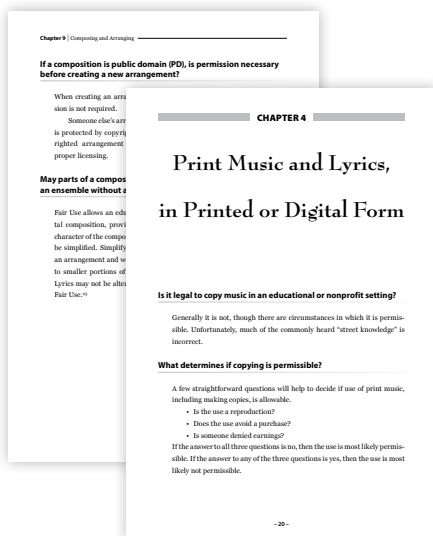 Chapter 9 | Composing and Arranging
If a composition is public domain (PD), is permission necessary
before creating a new arrangement?
When creating an arra
sion is not required.
Someone else's arr
is protected by copyrig
righted arrangement
proper licensing.
May parts of a compos
an ensemble without a
Fair Use allows an edu
tal composition, provi
character of the compo
be simplified. Simplify
an arrangement and w
to smaller portions of
Lyrics may not be alter
Fair Use.
CHAPTER 4
Print Music and Lyrics,
in Printed or Digital Form
Is it legal to copy music in an educational or nonprofit setting?
Generally it is not, though there are circumstances in which it is permis-
sible. Unfortunately, much of the commonly heard “street knowledge” is
incorrect.
What determines if copying is permissible?
A few straightforward questions will help to decide if use of print music,
including making copies, is allowable.
• Is the use a reproduction?
• Does the use avoid a purchase?
• Is someone denied earnings?
If the answer to all three questions is no, then the use is most likely permis-
sible. If the answer to any of the three questions is yes, then the use is most
likely not permissible.
– 20 –